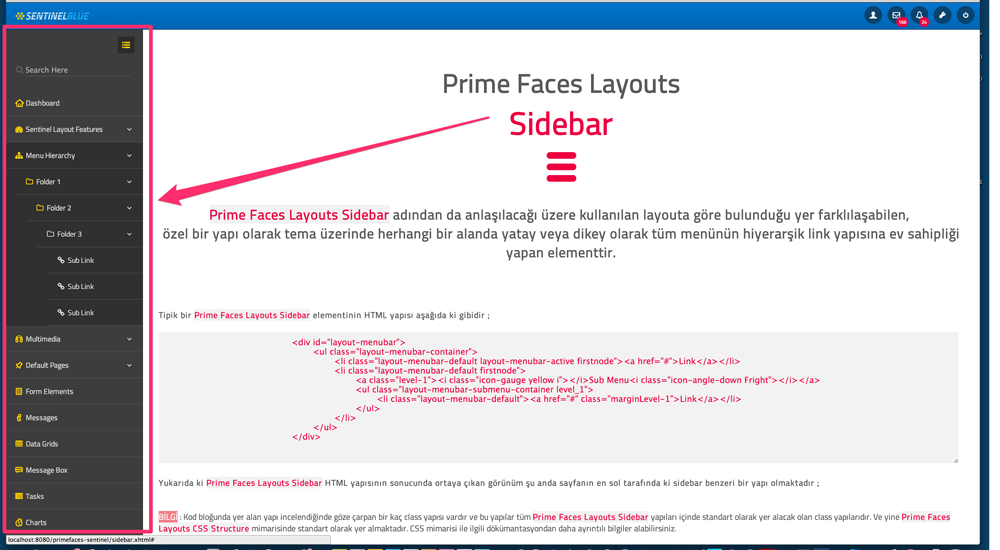 SENTINELBLUE
166
24
Search Here
Dashboard
Sentinel Layout Features
Menu Hierarchy
Folder 1
Folder 2
Folder 3
Sub Link
Sub Link
Sub Link
Multimedia
Default Pages
Form Elements
Messages
Data Grids
Message Box
Tasks
Charts
localhost:8080/primefaces-sentinel/sidebar.xhtml#
Prime Faces Layouts
Sidebar
Prime Faces Layouts Sidebar adından da anlaşılacağı üzere kullanılan layouta göre bulunduğu yer farklılaşabilen,
özel bir yapı olarak tema üzerinde herhangi bir alanda yatay veya dikey olarak tüm menünün hiyerarşik link yapısına ev sahipliği
yapan elementtir.
Tipik bir Prime Faces Layouts Sidebar elementinin HTML yapısı aşağıda ki gibidir ;
<div id="layout-menubar">
<ul class="layout-menubar-container">
<li class="layout-menubar-default layout-menubar-active firstnode"><a href="#">Link</a></li>
<li class="layout-menubar-default firstnode">
<a class="level-1"><i class="icon-gauge yellow i"></i>Sub Menu<i class="icon-angle-down Fright"></i></a>
<ul class="layout-menubar-submenu-container level_1">
<li class="layout-menubar-default"><a href="#" class="marginLevel-1">Link</a></li>
</ul>
</li>
</ul>
</div>
Yukarıda ki Prime Faces Layouts Sidebar HTML yapısının sonucunda ortaya çıkan görünüm şu anda sayfanın en sol tarafında ki sidebar benzeri bir yapı olmaktadır ;
BİLGİ : Kod bloğunda yer alan yapı incelendiğinde göze çarpan bir kaç class yapısı vardır ve bu yapılar tüm Prime Faces Layouts Sidebar yapıları içinde standart olarak yer alacak olan class yapılarıdır. Ve yine Prime Faces
Layouts CSS Structure mimarisinde standart olarak yer almaktadır. CSS mimarisi ile ilgili dökümantasyondan daha ayrıntılı bilgiler alabilirsiniz.